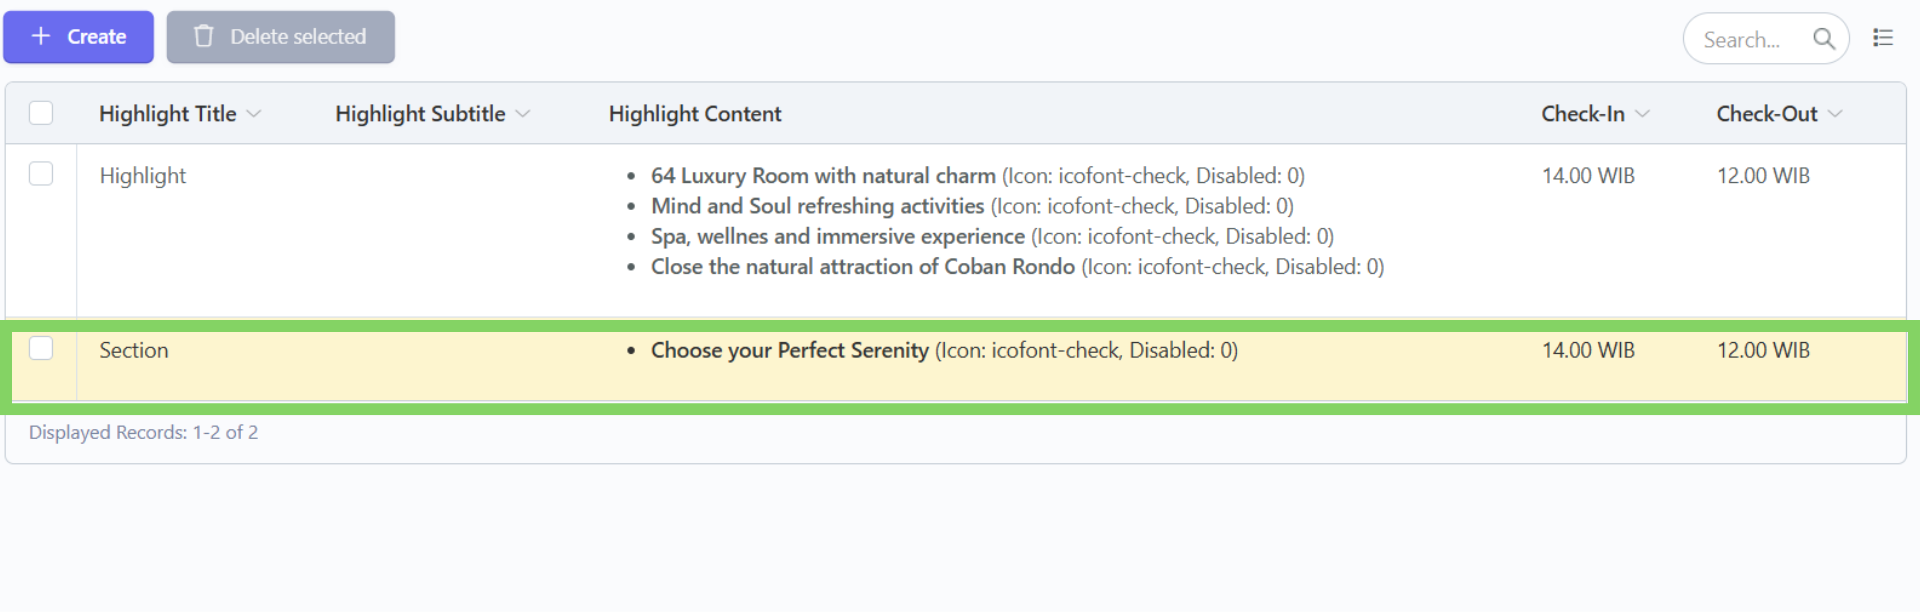 Create Delete selected Search...
Highlight Title Highlight Subtitle Highlight Content Check-In Check-Out
Highlight • 64 Luxury Room with natural charm (Icon: icofont-check, Disabled: 0) 14.00 WIB 12.00 WIB
• Mind and Soul refreshing activities (Icon: icofont-check, Disabled: 0)
• Spa, wellnes and immersive experience (Icon: icofont-check, Disabled: 0)
• Close the natural attraction of Coban Rondo (Icon: icofont-check, Disabled: 0)
Section • Choose your Perfect Serenity (Icon: icofont-check, Disabled: 0) 14.00 WIB 12.00 WIB
Displayed Records: 1-2 of 2